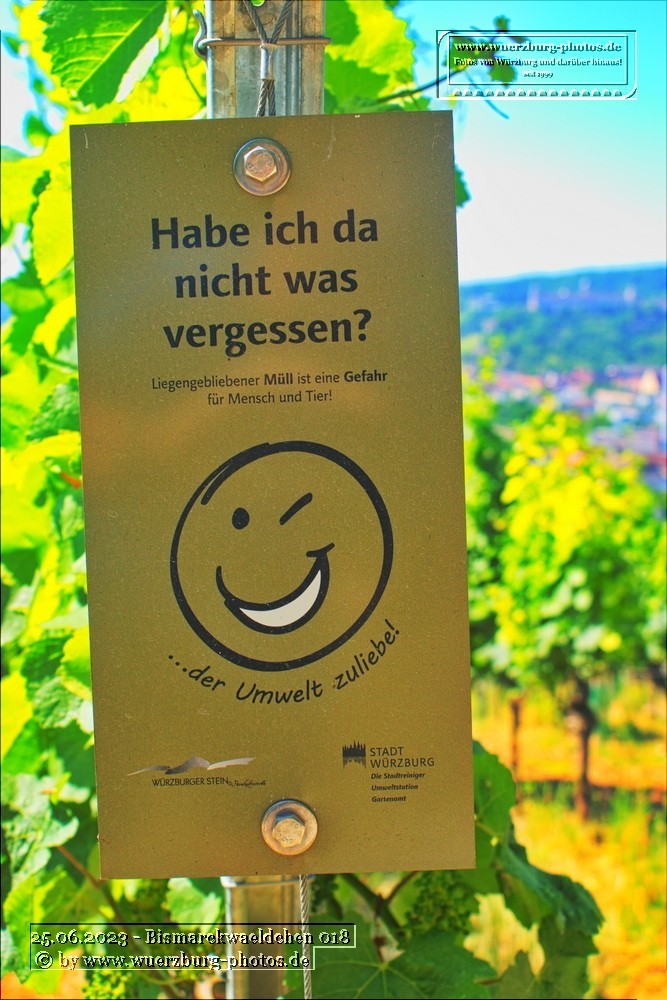 www.wuerzburg-photos.de
Fotos von Würzburg und darüber hinaus!
seit 1999
Habe ich da
nicht was
vergessen?
Liegengebliebener Müll ist eine Gefahr
für Mensch und Tier!
...der Umwelt zuliebe!
WÜRZBURGER STEIN
STADT
WÜRZBURG
Die Stadtreiniger
Umweltstation
Gartenamt
25.06.2023 - Bismarckwaeldchen 018
© by www.wuerzburg-photos.de